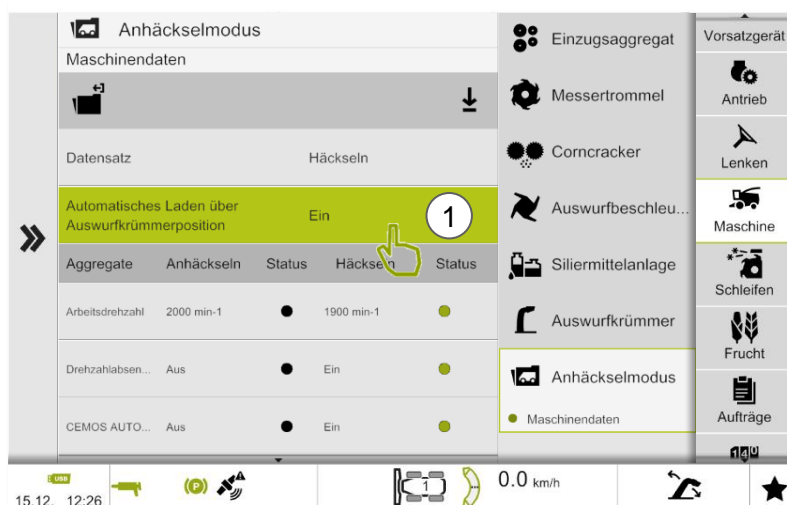 Anhäckselmodus
Maschinendaten
Datensatz Häckseln
Automatisches Laden über
Auswurfkrümmerposition
Ein
1
Aggregate Anhäckseln Status Häckseln Status
Arbeitsdrehzahl 2000 min-1 1900 min-1
Drehzahlabsen... Aus Ein
CEMOS AUTO... Aus Ein
Einzugsaggregat
Messertrommel
Corncracker
Auswurfbeschleu...
Siliermittelanlage
Auswurfkrümmer
Anhäckselmodus
Maschinendaten
Vorsatzgerät
Antrieb
Lenken
Maschine
Schleifen
Frucht
Aufträge
140
USB
15.12. 12:26
(P)
A
1
0.0 km/h